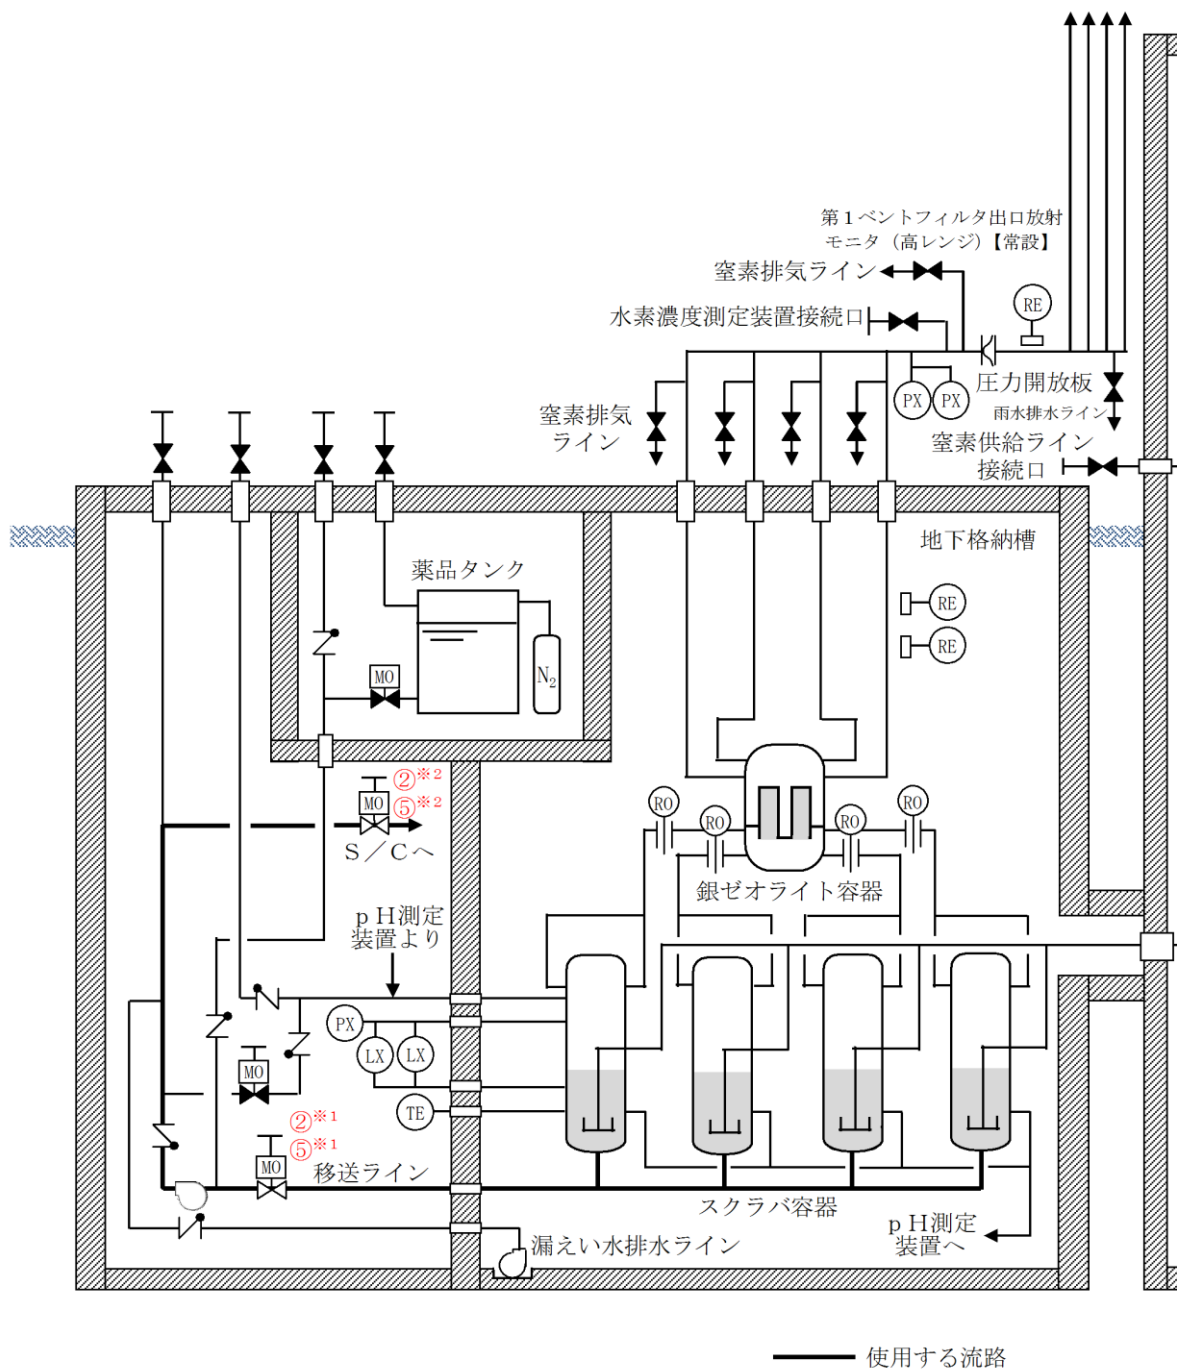 第１ベントフィルタ出口放射
モニタ（高レンジ）【常設】
窒素排気ライン
RE
水素濃度測定装置接続口
圧力開放板
PX
PX
窒素排気
ライン
雨水排水ライン
窒素供給ライン
接続口
地下格納槽
薬品タンク
RE
RE
MO
N₂
②※２
MO
⑤※２
Ｓ／Ｃへ
RO
RO
RO
RO
銀ゼオライト容器
ｐＨ測定
装置より
PX
LX
LX
MO
TE
②※１
⑤※１
MO
移送ライン
スクラバ容器
ｐＨ測定
装置へ
漏えい水排水ライン
使用する流路